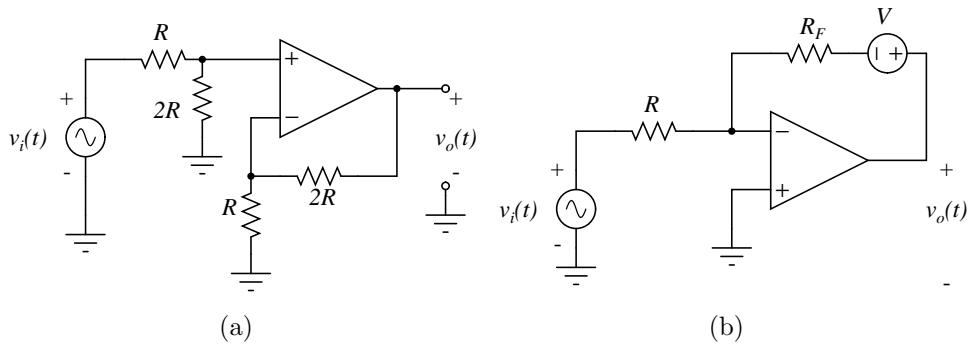 R
+
2R
v_i(t)
-
+
−
+
v_o(t)
-
2R
R
(a)
V
R_F
− +
R
−
+
+
v_i(t)
-
+
v_o(t)
-
(b)